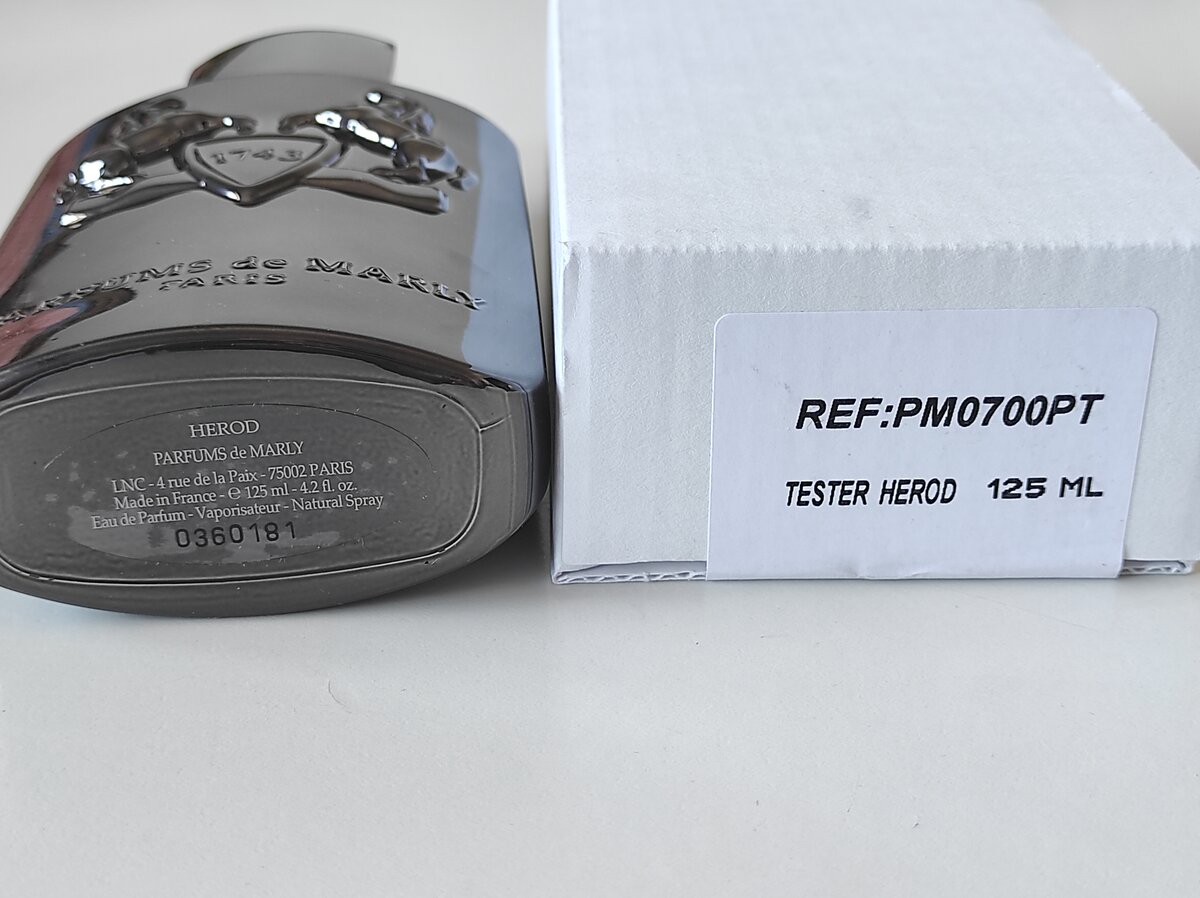 1743
PARFUMS de MARLY
PARIS
HEROD
PARFUMS de MARLY
LNC - 4 rue de la Paix - 75002 PARIS
Made in France - ℮ 125 ml - 4.2 fl. oz.
Eau de Parfum - Vaporisateur - Natural Spray
0360181
REF:PM0700PT
TESTER HEROD 125 ML